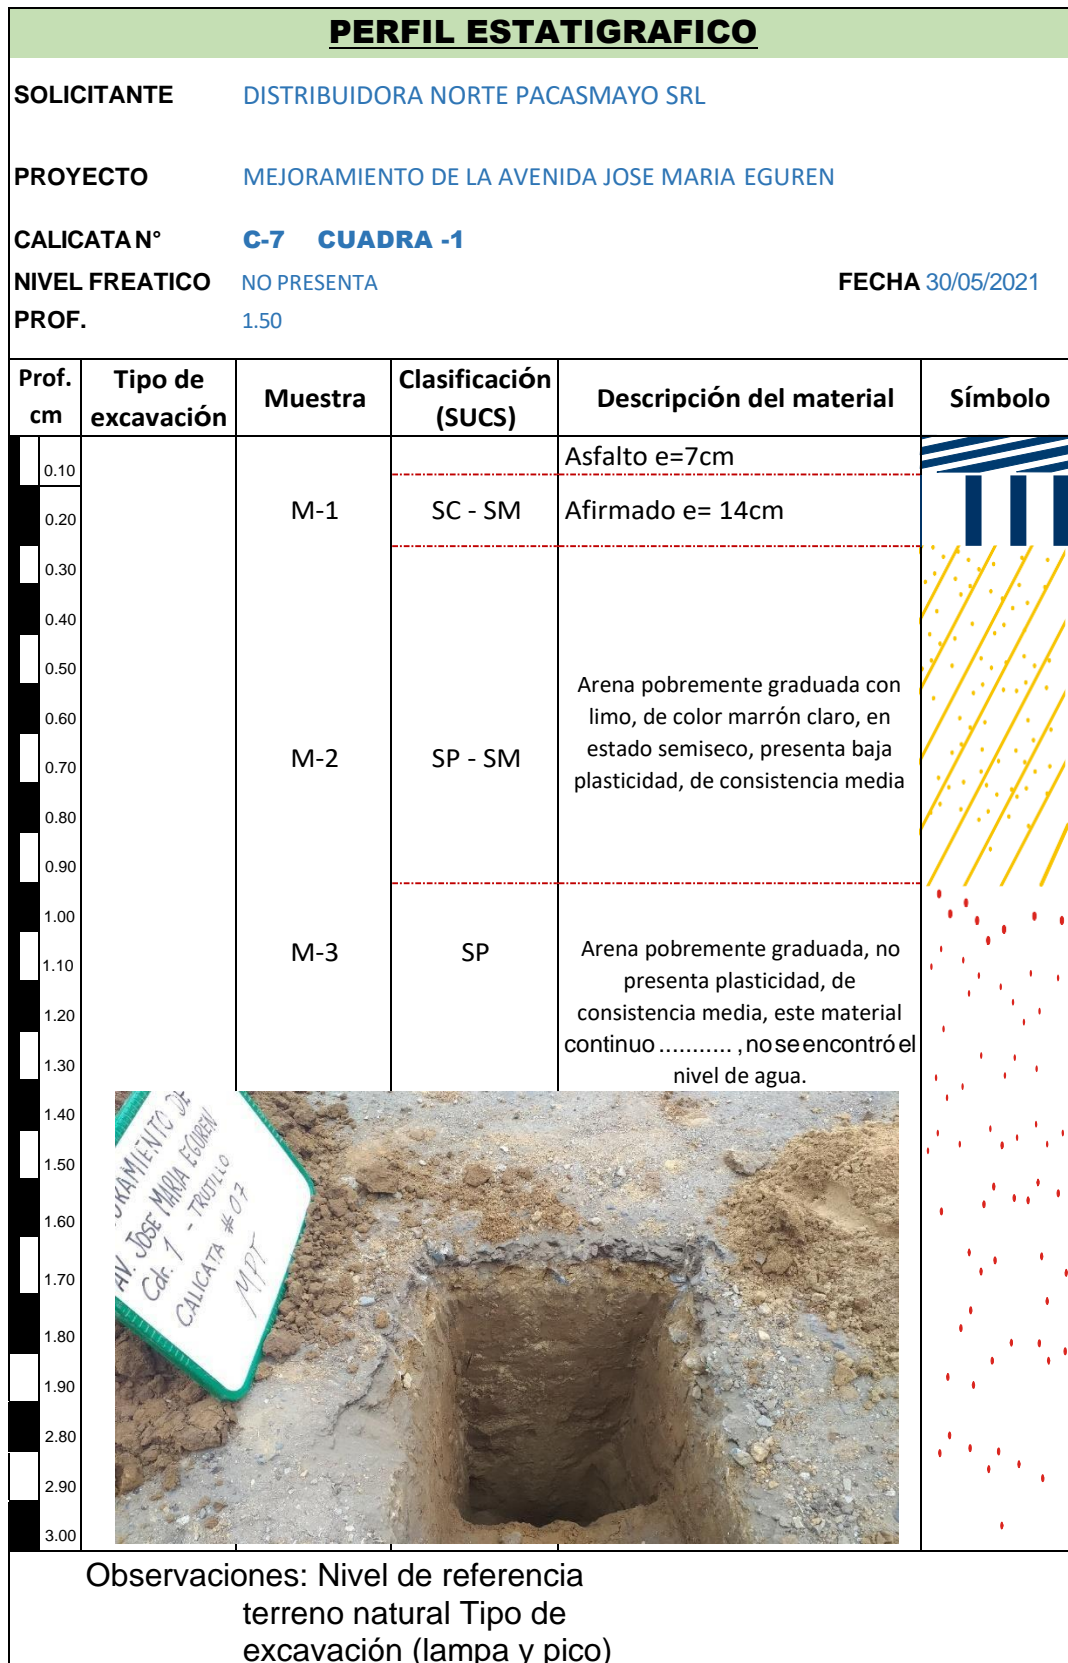 PERFIL ESTATIGRAFICO
SOLICITANTE DISTRIBUIDORA NORTE PACASMAYO SRL
PROYECTO MEJORAMIENTO DE LA AVENIDA JOSE MARIA EGUREN
CALICATA N° C-7 CUADRA -1
NIVEL FREATICO NO PRESENTA FECHA 30/05/2021
PROF. 1.50
Prof. cm
Tipo de excavación
Muestra
Clasificación (SUCS)
Descripción del material
Símbolo
0.10
Asfalto e=7cm
0.20
M-1 SC - SM Afirmado e= 14cm
0.30
0.40
0.50
0.60
0.70
0.80
0.90
M-2 SP - SM
Arena pobremente graduada con
limo, de color marrón claro, en
estado semiseco, presenta baja
plasticidad, de consistencia media
1.00
1.10
1.20
1.30
M-3 SP
Arena pobremente graduada, no
presenta plasticidad, de
consistencia media, este material
continuo ........... , no se encontró el
nivel de agua.
1.40
1.50
1.60
1.70
1.80
1.90
2.80
2.90
3.00
ORAMIENTO DE
AV. JOSE MARIA EGUREN
Cdr. 1 - TRUJILLO
CALICATA # 07
MPT
Observaciones: Nivel de referencia
terreno natural Tipo de
excavación (lampa y pico)